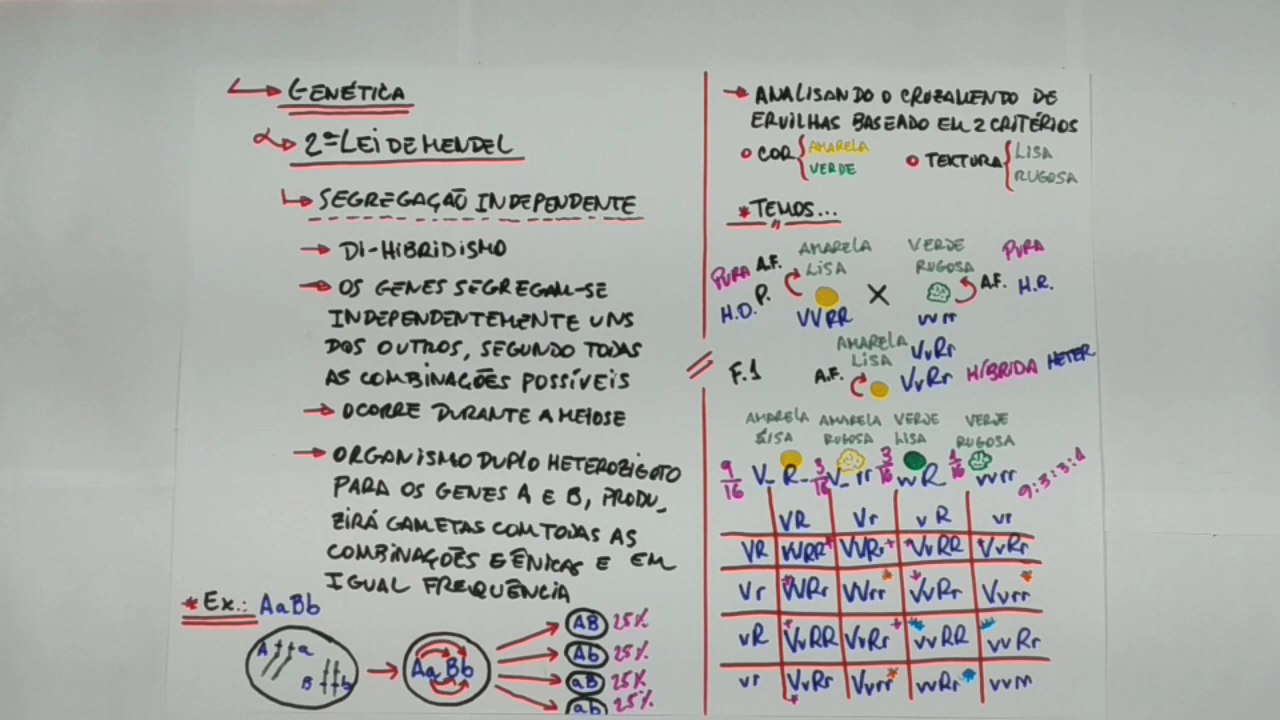 GENÉTICA
2ª LEI DE MENDEL
SEGREGAÇÃO INDEPENDENTE
DI-HIBRIDISMO
OS GENES SEGREGAM-SE
INDEPENDENTEMENTE UNS
DOS OUTROS, SEGUNDO TODAS
AS COMBINAÇÕES POSSÍVEIS
OCORRE DURANTE A MEIOSE
ORGANISMO DUPLO HETEROZIGOTO
PARA OS GENES A E B, PRODU,
ZIRÁ GAMETAS COM TODAS AS
COMBINAÇÕES GÊNICAS E EM
IGUAL FREQUÊNCIA
* Ex.: AaBb
A a
B b
Aa Bb
AB 25%
Ab 25%
aB 25%
ab 25%
ANALISANDO O CRUZAMENTO DE
ERVILHAS BASEADO EM 2 CRITÉRIOS
COR AMARELA
VERDE
TEXTURA LISA
RUGOSA
* TEMOS...
AMARELA VERDE
LISA RUGOSA
PURA A.F. A.F. PURA
H.D. P. X H.R.
VVRR vvrr
AMARELA
LISA VvRr
F.1 A.F. VvRr HÍBRIDA HETER
AMARELA AMARELA VERDE VERDE
LISA RUGOSA LISA RUGOSA
9/16 V_R_ 3/16 V_rr 3/16 vvR 1/16 vvrr 9:3:3:1
VR Vr vR vr
VR VVRR VVRr VvRR VvRr
Vr VVRr VVrr VvRr Vvrr
vR VvRR VvRr vvRR vvRr
vr VvRr Vvrr vvRr vvrr